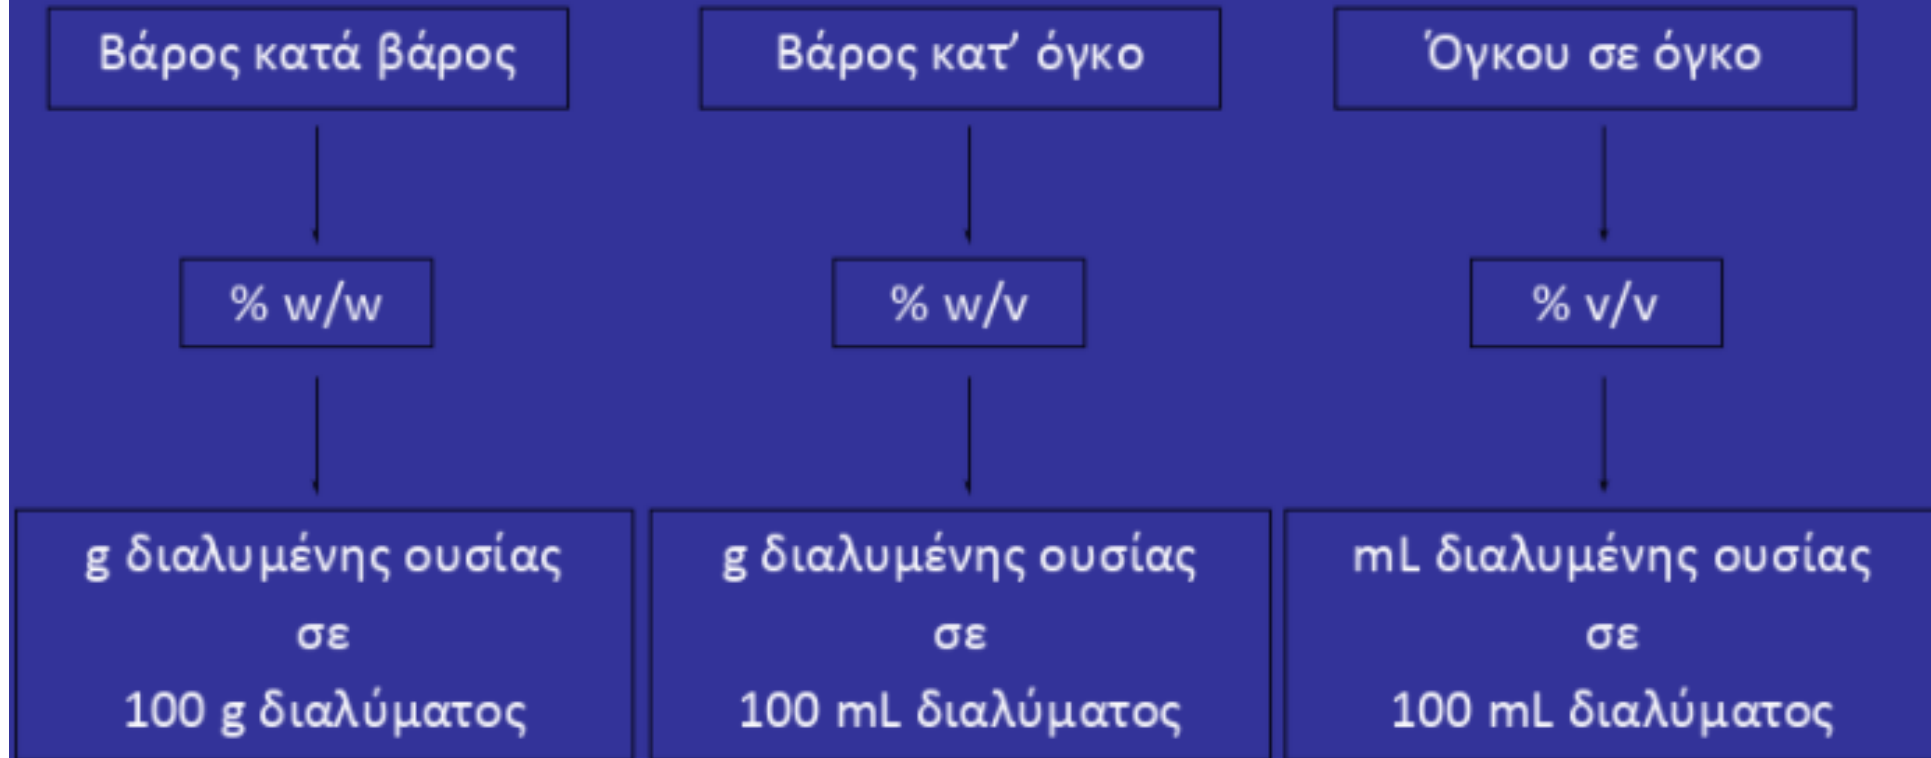 Βάρος κατά βάρος
Βάρος κατ’ όγκο
Όγκου σε όγκο
% w/w
% w/v
% v/v
g διαλυμένης ουσίας
σε
100 g διαλύματος
g διαλυμένης ουσίας
σε
100 mL διαλύματος
mL διαλυμένης ουσίας
σε
100 mL διαλύματος